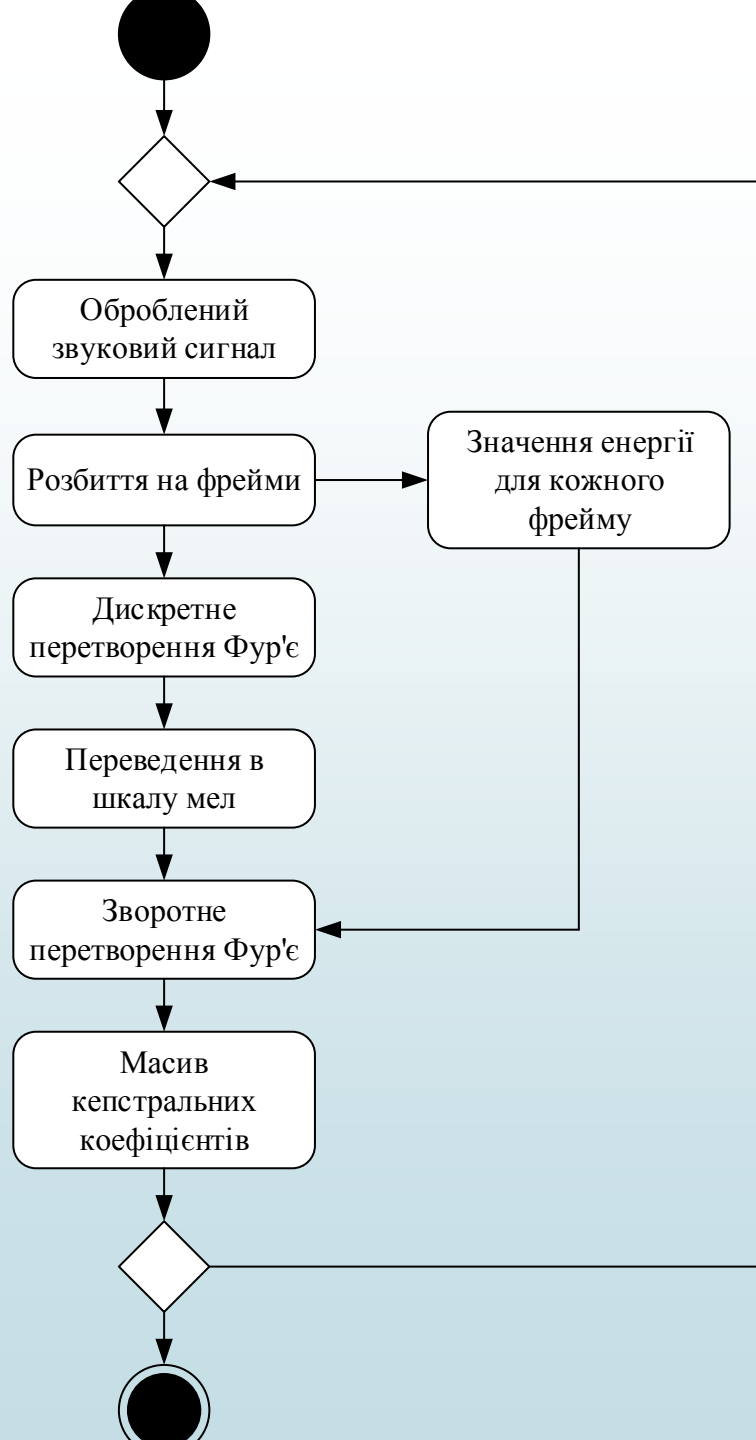 Оброблений
звуковий сигнал
Розбиття на фрейми
Значення енергії
для кожного
фрейму
Дискретне
перетворення Фур'є
Переведення в
шкалу мел
Зворотне
перетворення Фур'є
Масив
кепстральних
коефіцієнтів